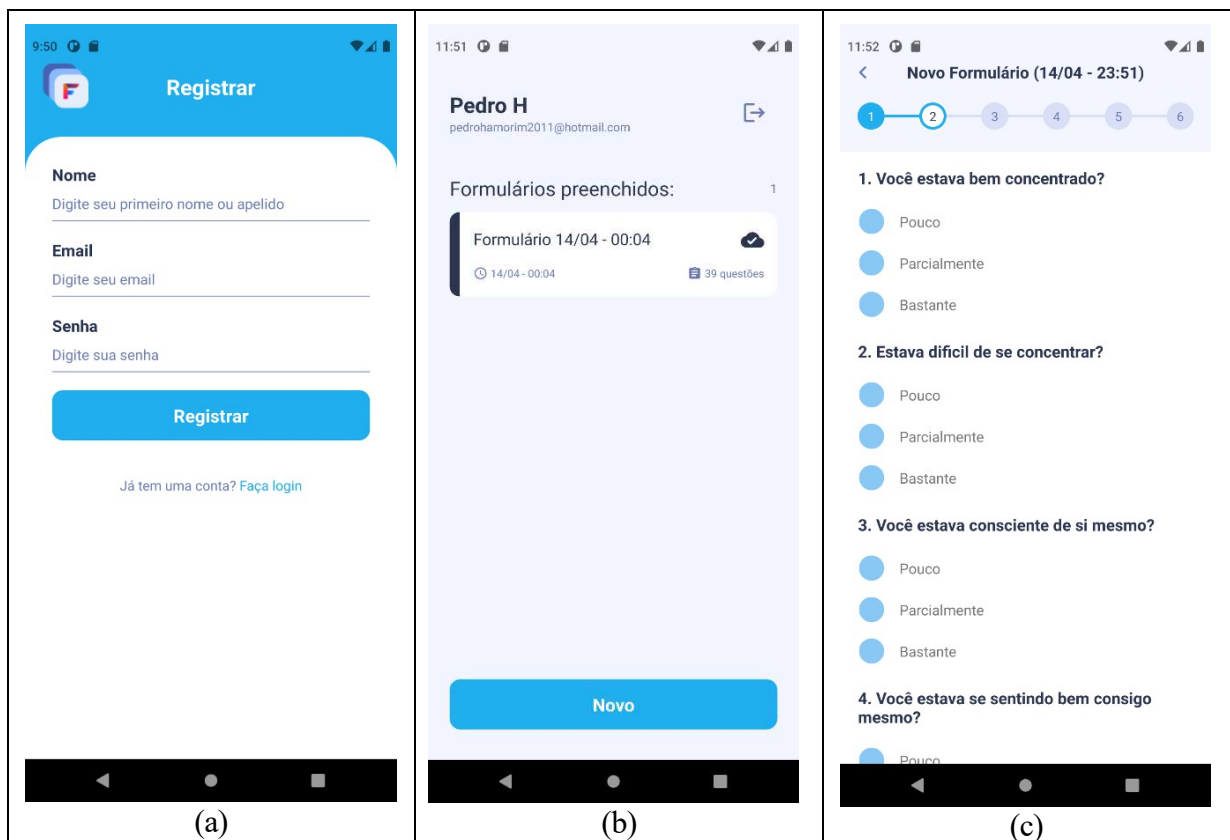 9:50
Registrar
Nome
Digite seu primeiro nome ou apelido
Email
Digite seu email
Senha
Digite sua senha
Registrar
Já tem uma conta? Faça login
(a)
11:51
Pedro H
pedrohamorim2011@hotmail.com
Formulários preenchidos: 1
Formulário 14/04 - 00:04
14/04 - 00:04 39 questões
Novo
(b)
11:52
Novo Formulário (14/04 - 23:51)
1 2 3 4 5 6
1. Você estava bem concentrado?
Pouco
Parcialmente
Bastante
2. Estava dificil de se concentrar?
Pouco
Parcialmente
Bastante
3. Você estava consciente de si mesmo?
Pouco
Parcialmente
Bastante
4. Você estava se sentindo bem consigo
mesmo?
Pouco
(c)